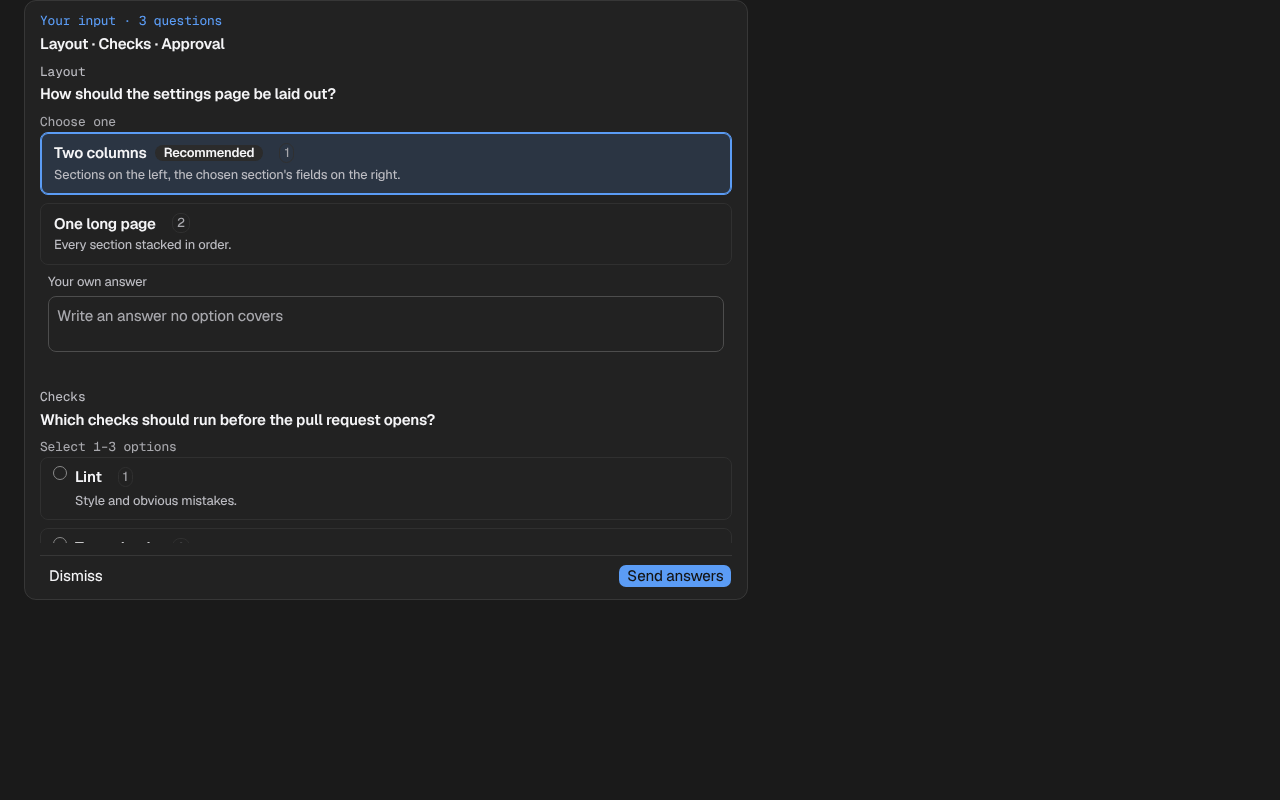 Your input · 3 questions
Layout · Checks · Approval
Layout
How should the settings page be laid out?
Choose one
Two columns Recommended 1
Sections on the left, the chosen section's fields on the right.
One long page 2
Every section stacked in order.
Your own answer
Write an answer no option covers
Checks
Which checks should run before the pull request opens?
Select 1–3 options
Lint 1
Style and obvious mistakes.
Dismiss
Send answers